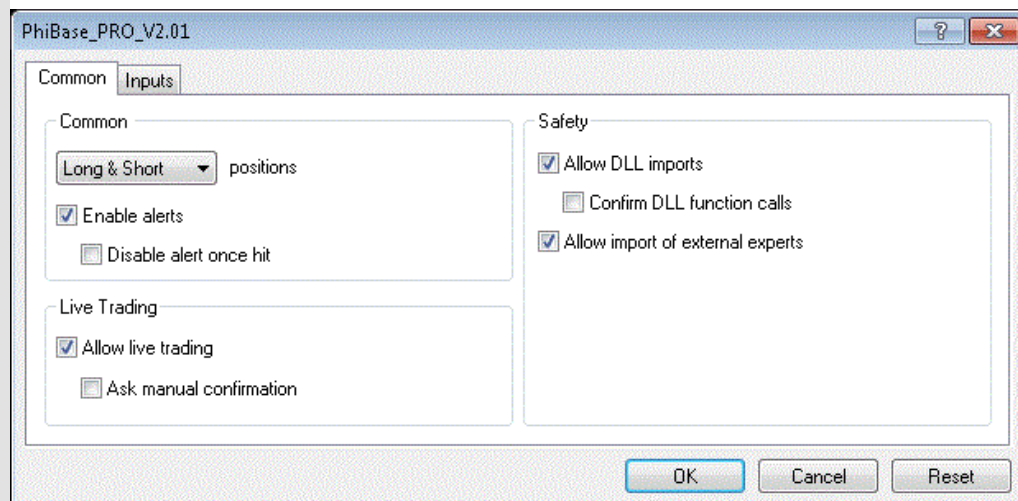 PhiBase_PRO_V2.01
Common
Inputs
Common
Long & Short positions
Enable alerts
Disable alert once hit
Live Trading
Allow live trading
Ask manual confirmation
Safety
Allow DLL imports
Confirm DLL function calls
Allow import of external experts
OK
Cancel
Reset